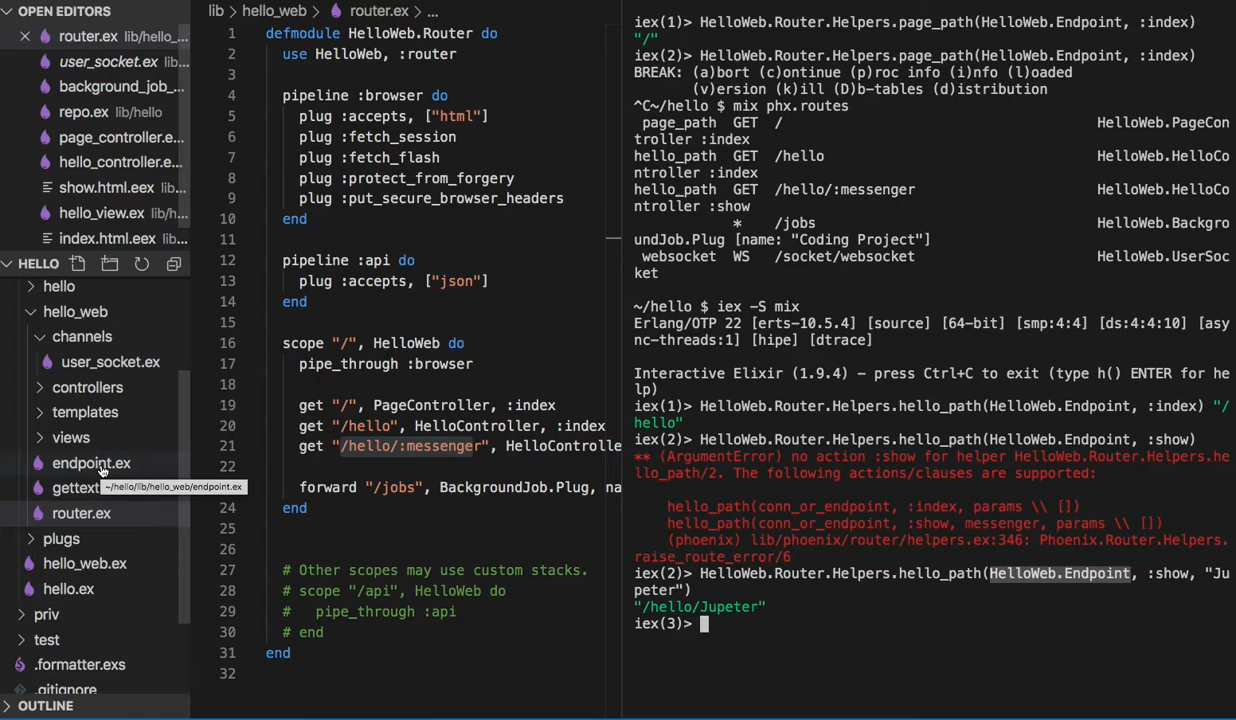 OPEN EDITORS
router.ex lib/hello_...
user_socket.ex lib...
background_job_...
repo.ex lib/hello
page_controller.e...
hello_controller.e...
show.html.eex lib...
hello_view.ex lib/h...
index.html.eex lib...
HELLO
hello
hello_web
channels
user_socket.ex
controllers
templates
views
endpoint.ex
gettext
~/hello/lib/hello_web/endpoint.ex
router.ex
plugs
hello_web.ex
hello.ex
priv
test
.formatter.exs
.gitignore
OUTLINE
lib > hello_web > router.ex > ...
1 defmodule HelloWeb.Router do
2 use HelloWeb, :router
3
4 pipeline :browser do
5 plug :accepts, ["html"]
6 plug :fetch_session
7 plug :fetch_flash
8 plug :protect_from_forgery
9 plug :put_secure_browser_headers
10 end
11
12 pipeline :api do
13 plug :accepts, ["json"]
14 end
15
16 scope "/", HelloWeb do
17 pipe_through :browser
18
19 get "/", PageController, :index
20 get "/hello", HelloController, :index
21 get "/hello/:messenger", HelloControlle
22
23 forward "/jobs", BackgroundJob.Plug, na
24 end
25
26
27 # Other scopes may use custom stacks.
28 # scope "/api", HelloWeb do
29 # pipe_through :api
30 # end
31 end
32
iex(1)> HelloWeb.Router.Helpers.page_path(HelloWeb.Endpoint, :index)
"/"
iex(2)> HelloWeb.Router.Helpers.page_path(HelloWeb.Endpoint, :index)
BREAK: (a)bort (c)ontinue (p)roc info (i)nfo (l)oaded
(v)ersion (k)ill (D)b-tables (d)istribution
^C~/hello $ mix phx.routes
page_path GET / HelloWeb.PageCon
troller :index
hello_path GET /hello HelloWeb.HelloCo
ntroller :index
hello_path GET /hello/:messenger HelloWeb.HelloCo
ntroller :show
* /jobs HelloWeb.Backgro
undJob.Plug [name: "Coding Project"]
websocket WS /socket/websocket HelloWeb.UserSoc
ket
~/hello $ iex -S mix
Erlang/OTP 22 [erts-10.5.4] [source] [64-bit] [smp:4:4] [ds:4:4:10] [asy
nc-threads:1] [hipe] [dtrace]
Interactive Elixir (1.9.4) - press Ctrl+C to exit (type h() ENTER for he
lp)
iex(1)> HelloWeb.Router.Helpers.hello_path(HelloWeb.Endpoint, :index) "/
hello"
iex(2)> HelloWeb.Router.Helpers.hello_path(HelloWeb.Endpoint, :show)
** (ArgumentError) no action :show for helper HelloWeb.Router.Helpers.he
llo_path/2. The following actions/clauses are supported:
hello_path(conn_or_endpoint, :index, params \\ [])
hello_path(conn_or_endpoint, :show, messenger, params \\ [])
(phoenix) lib/phoenix/router/helpers.ex:346: Phoenix.Router.Helpers.
raise_route_error/6
iex(2)> HelloWeb.Router.Helpers.hello_path(HelloWeb.Endpoint, :show, "Ju
peter")
"/hello/Jupeter"
iex(3)>